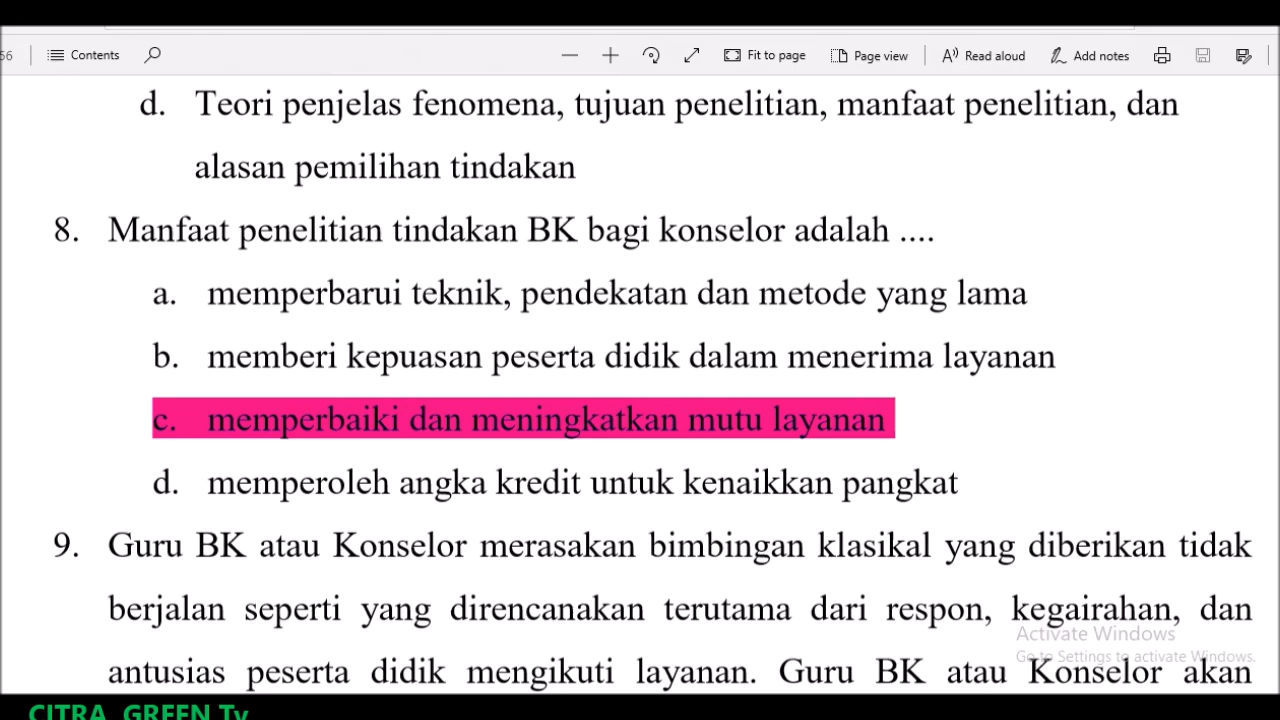 56 Contents Fit to page Page view Read aloud Add notes
d. Teori penjelas fenomena, tujuan penelitian, manfaat penelitian, dan
alasan pemilihan tindakan
8. Manfaat penelitian tindakan BK bagi konselor adalah ....
a. memperbarui teknik, pendekatan dan metode yang lama
b. memberi kepuasan peserta didik dalam menerima layanan
c. memperbaiki dan meningkatkan mutu layanan
d. memperoleh angka kredit untuk kenaikkan pangkat
9. Guru BK atau Konselor merasakan bimbingan klasikal yang diberikan tidak
berjalan seperti yang direncanakan terutama dari respon, kegairahan, dan
Activate Windows
Go to Settings to activate Windows.
antusias peserta didik mengikuti layanan. Guru BK atau Konselor akan
CITRA GREEN Tv